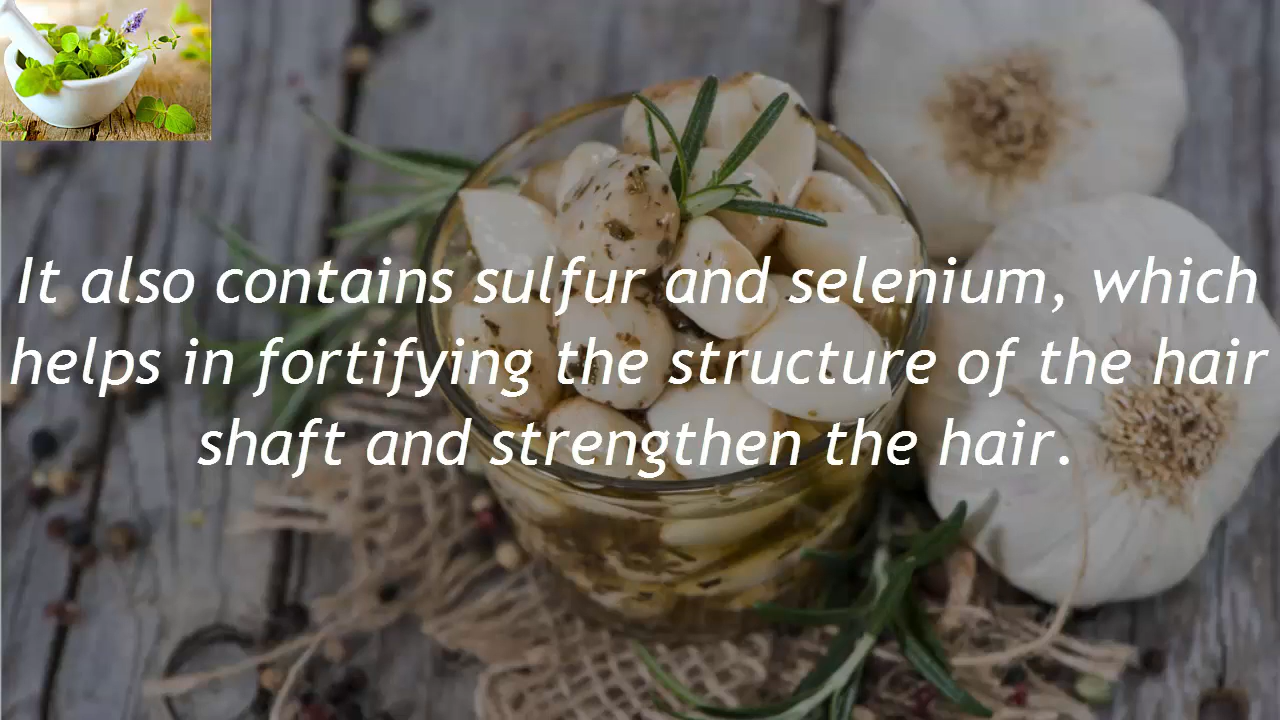 It also contains sulfur and selenium, which
helps in fortifying the structure of the hair
shaft and strengthen the hair.